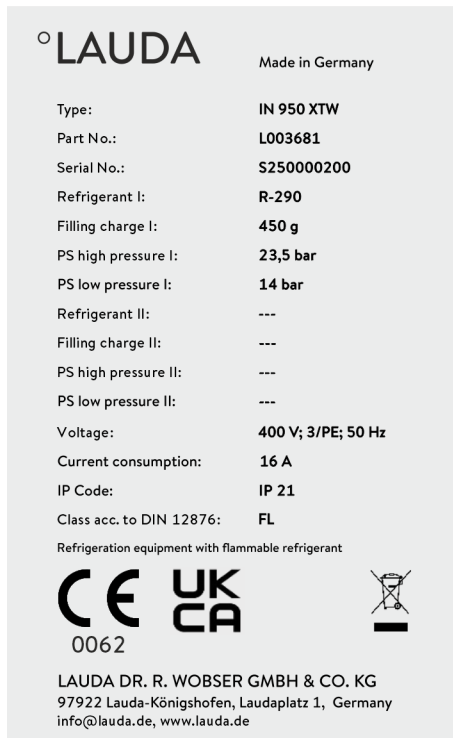 °LAUDA
Made in Germany
Type: IN 950 XTW
Part No.: L003681
Serial No.: S250000200
Refrigerant I: R-290
Filling charge I: 450 g
PS high pressure I: 23,5 bar
PS low pressure I: 14 bar
Refrigerant II: ---
Filling charge II: ---
PS high pressure II: ---
PS low pressure II: ---
Voltage: 400 V; 3/PE; 50 Hz
Current consumption: 16 A
IP Code: IP 21
Class acc. to DIN 12876: FL
Refrigeration equipment with flammable refrigerant
CE
UK
CA
0062
LAUDA DR. R. WOBSER GMBH & CO. KG
97922 Lauda-Königshofen, Laudaplatz 1, Germany
info@lauda.de, www.lauda.de